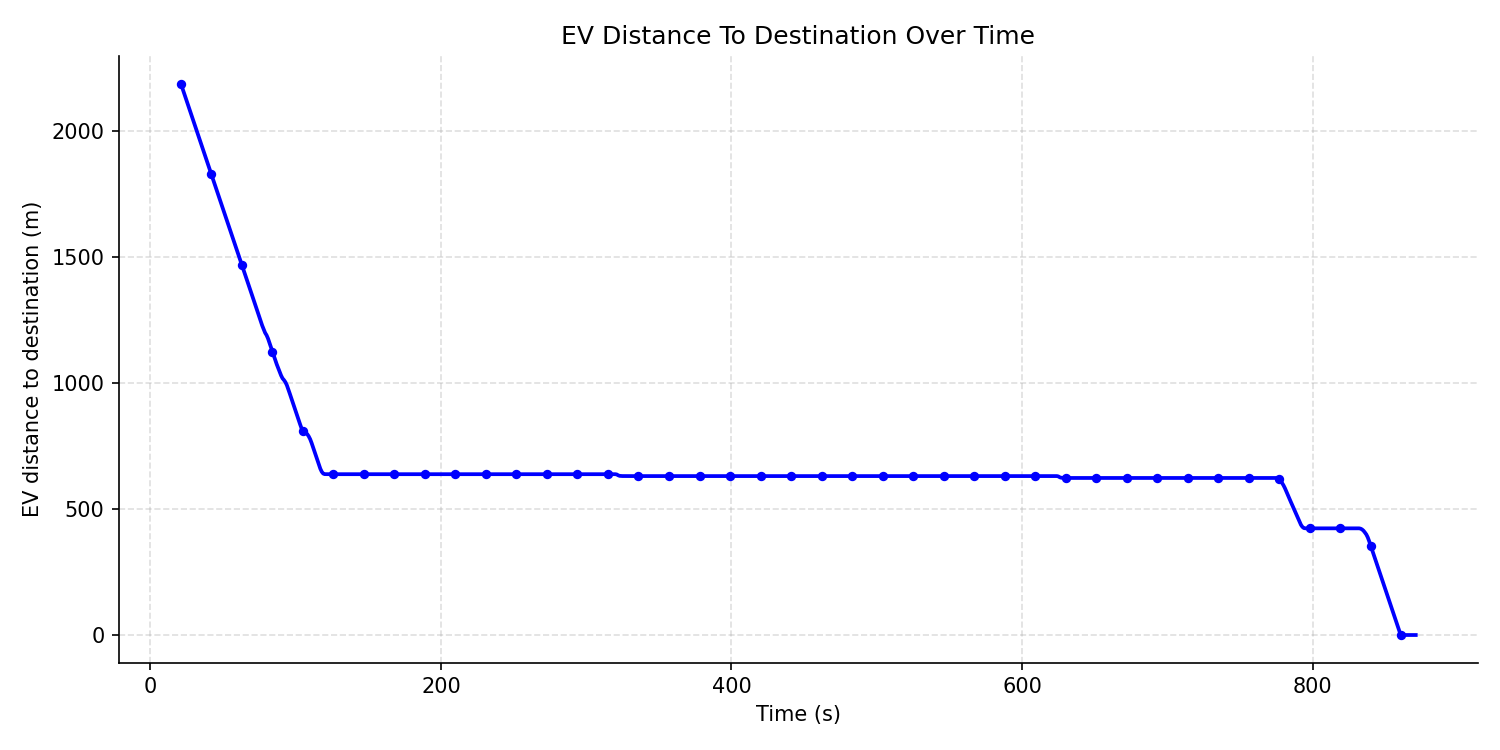 EV Distance To Destination Over Time
EV distance to destination (m)
2000
1500
1000
500
0
0 200 400 600 800
Time (s)